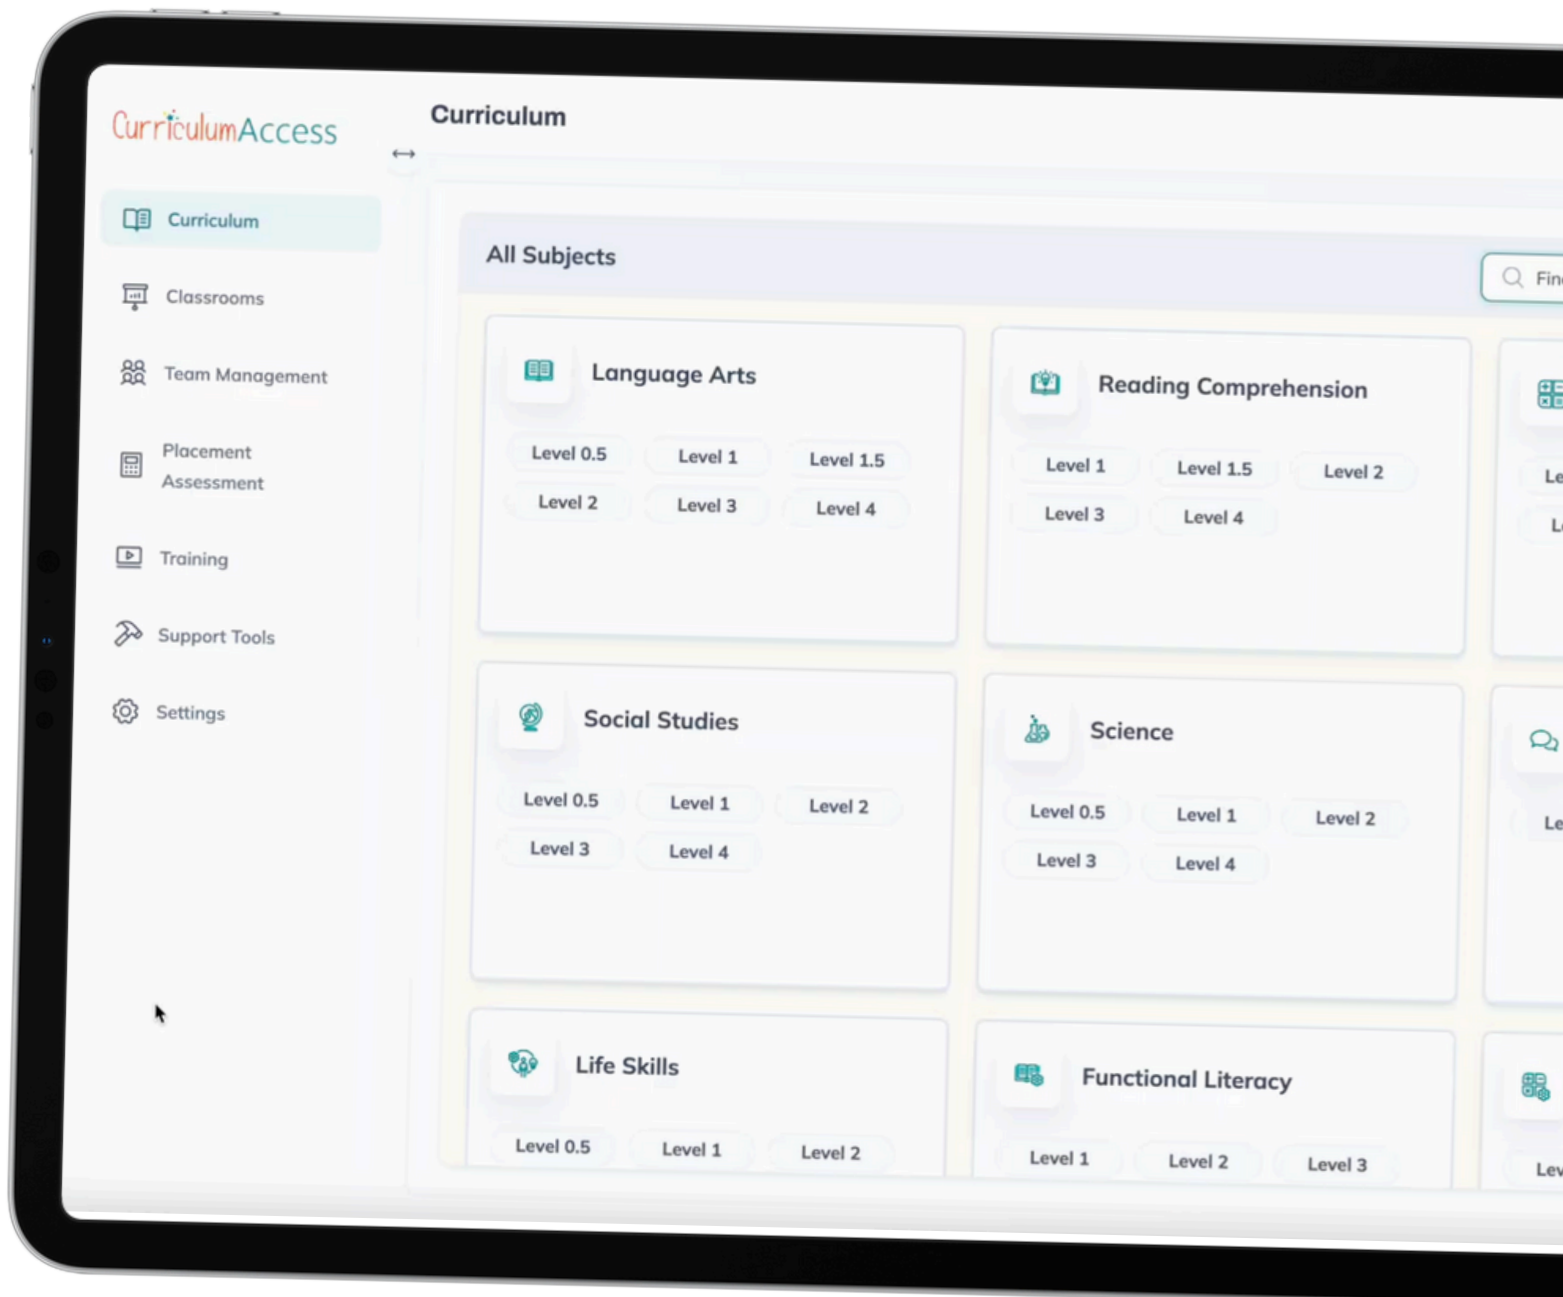 CurriculumAccess
Curriculum
Classrooms
Team Management
Placement
Assessment
Training
Support Tools
Settings
Curriculum
All Subjects
Language Arts
Level 0.5 Level 1 Level 1.5
Level 2 Level 3 Level 4
Reading Comprehension
Level 1 Level 1.5 Level 2
Level 3 Level 4
Social Studies
Level 0.5 Level 1 Level 2
Level 3 Level 4
Science
Level 0.5 Level 1 Level 2
Level 3 Level 4
Life Skills
Level 0.5 Level 1 Level 2
Functional Literacy
Level 1 Level 2 Level 3